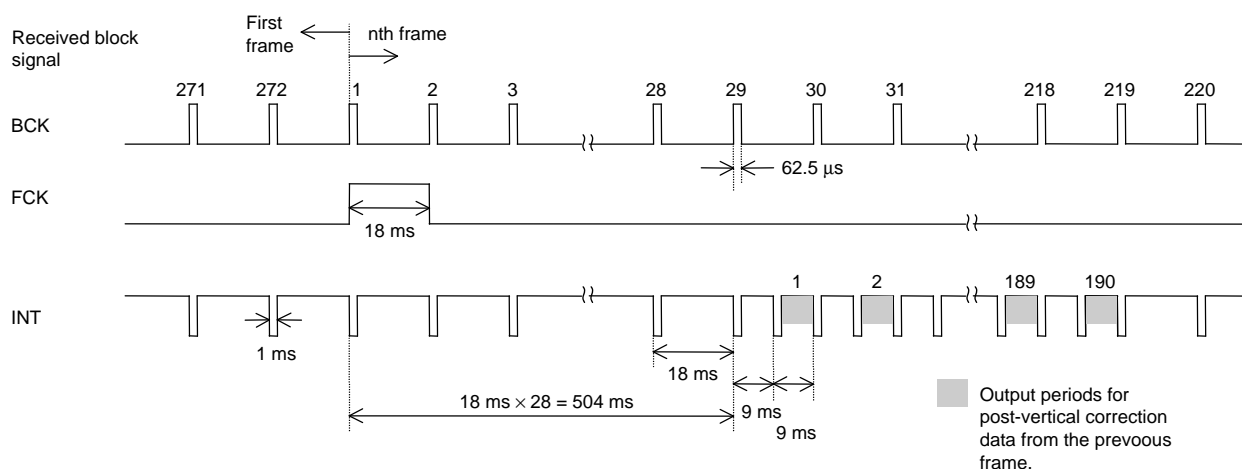 Received block
signal
First
frame
nth frame
271 272 1 2 3 28 29 30 31 218 219 220
BCK
62.5 μs
FCK
18 ms
1 2 189 190
INT
1 ms
18 ms
18 ms × 28 = 504 ms
9 ms
9 ms
Output periods for
post-vertical correction
data from the prevoous
frame.